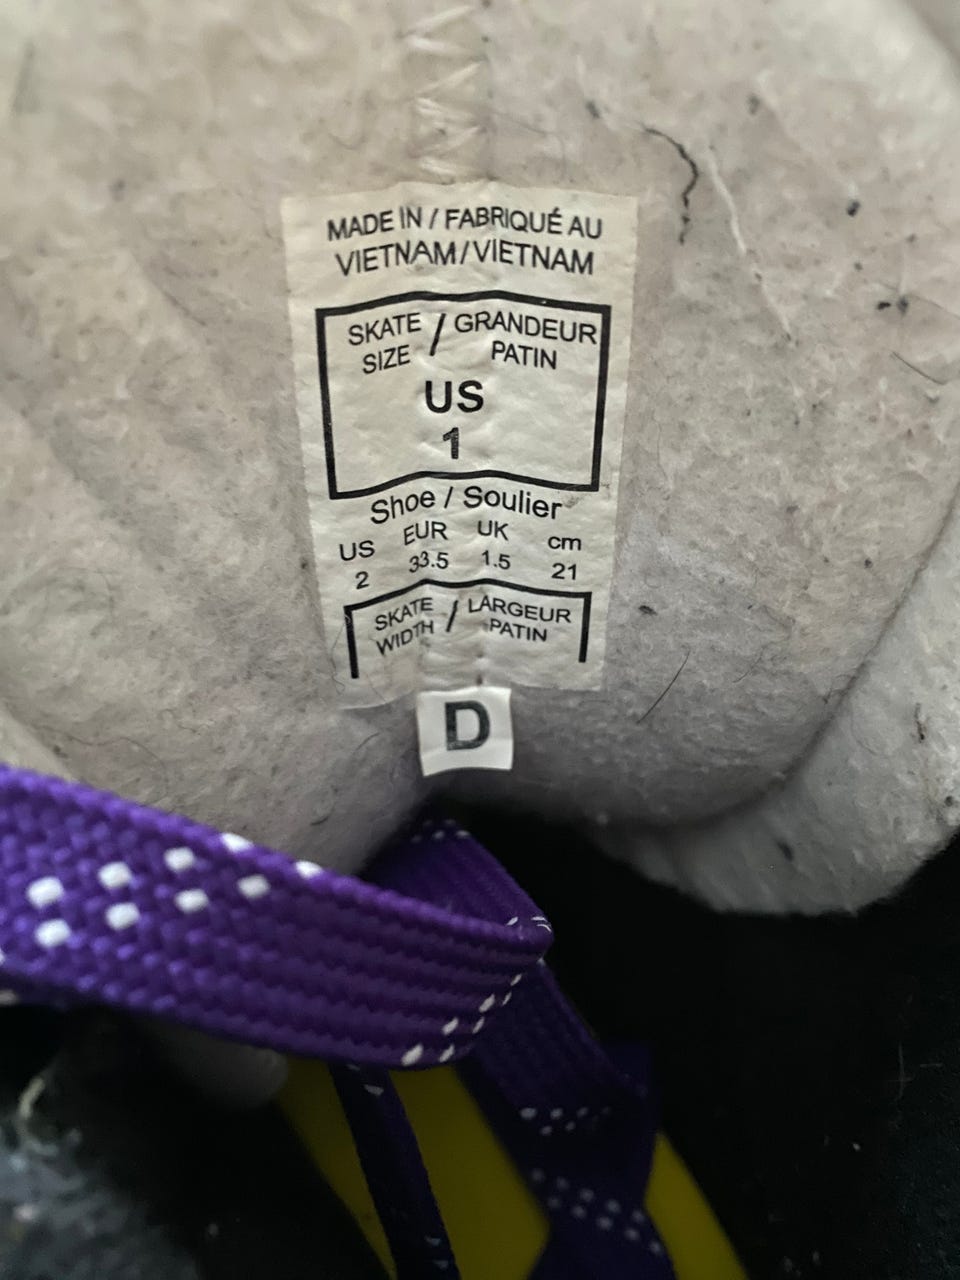 MADE IN / FABRIQUÉ AU
VIETNAM/VIETNAM
SKATE / GRANDEUR
SIZE PATIN
US
1
Shoe / Soulier
US EUR UK cm
2 33.5 1.5 21
SKATE / LARGEUR
WIDTH PATIN
D